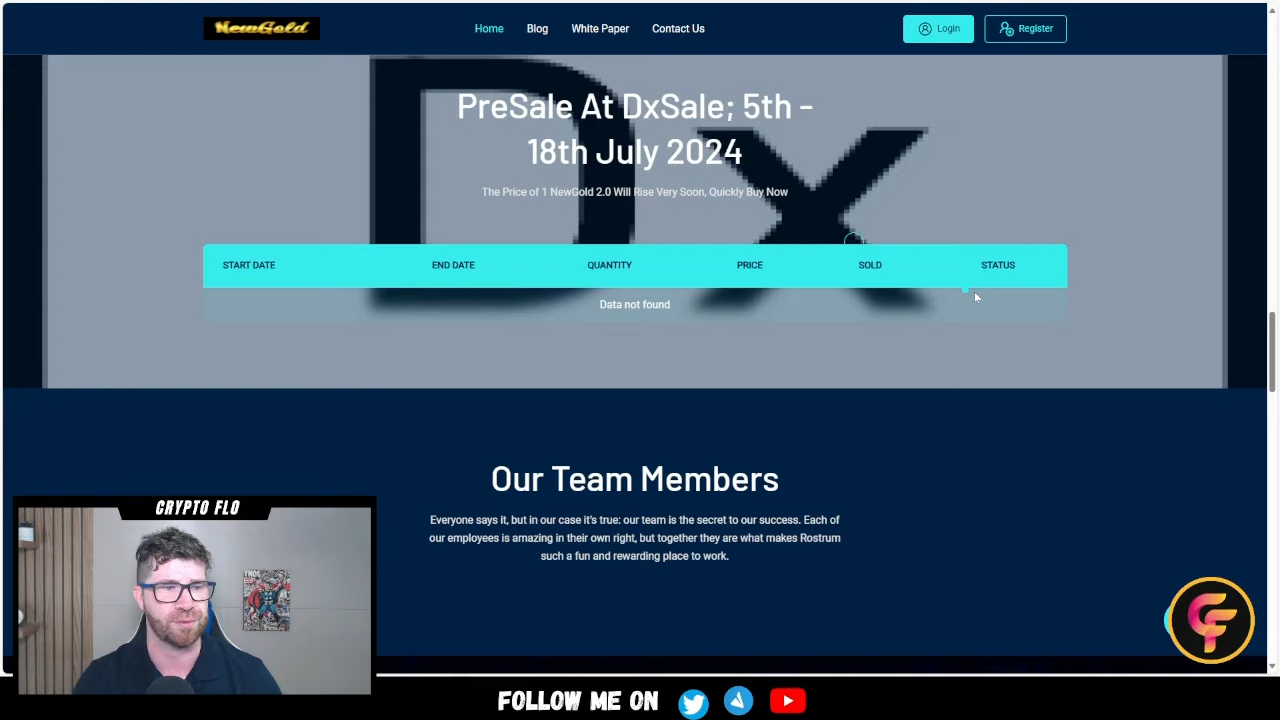 NewGold
Home Blog White Paper Contact Us Login Register
Dx
PreSale At DxSale; 5th -
18th July 2024
The Price of 1 NewGold 2.0 Will Rise Very Soon, Quickly Buy Now
START DATE END DATE QUANTITY PRICE SOLD STATUS
Data not found
Our Team Members
Everyone says it, but in our case it's true: our team is the secret to our success. Each of
our employees is amazing in their own right, but together they are what makes Rostrum
such a fun and rewarding place to work.
CRYPTO FLO
THOR
CF
FOLLOW ME ON